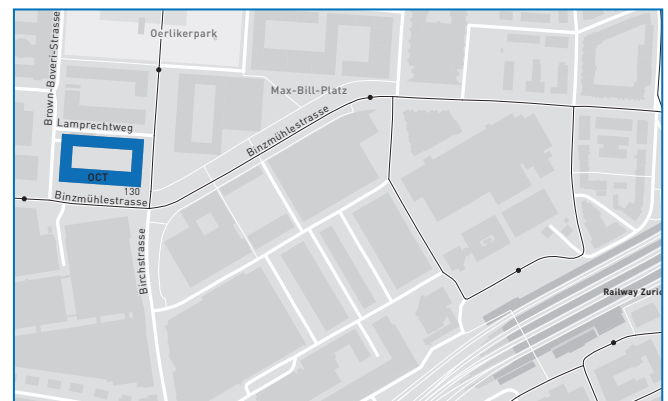 Oerlikerpark
Brown-Boveri-Strasse
Max-Bill-Platz
Lamprechtweg
Binzmühlestrasse
OCT
130
Binzmühlestrasse
Birchstrasse
Railway Zuric